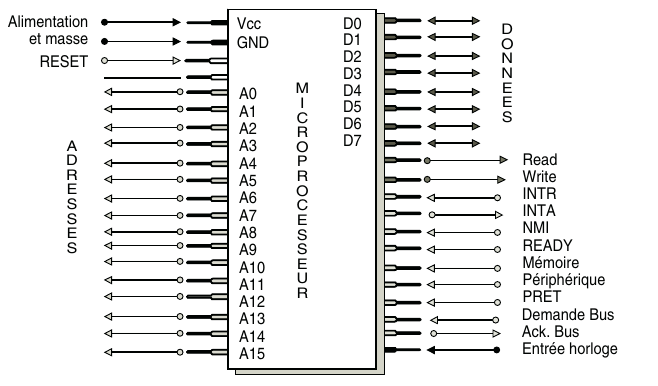 Alimentation
et masse
RESET
ADRESSES
Vcc
GND
A0
A1
A2
A3
A4
A5
A6
A7
A8
A9
A10
A11
A12
A13
A14
A15
MICROPROCESSEUR
D0
D1
D2
D3
D4
D5
D6
D7
DONNEES
Read
Write
INTR
INTA
NMI
READY
Mémoire
Périphérique
PRET
Demande Bus
Ack. Bus
Entrée horloge